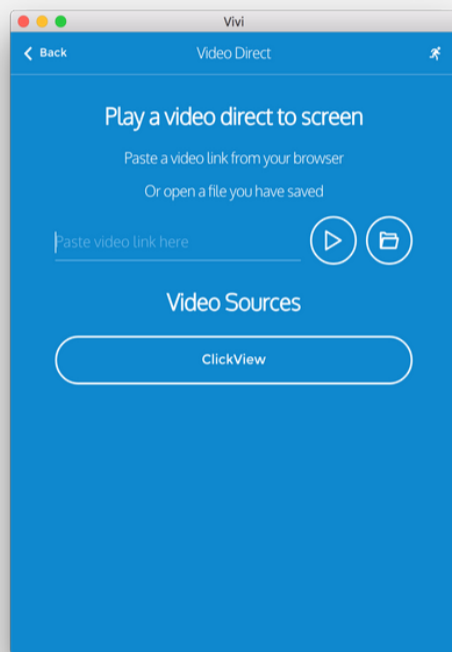 Vivi
Back
Video Direct
Play a video direct to screen
Paste a video link from your browser
Or open a file you have saved
Paste video link here
Video Sources
ClickView